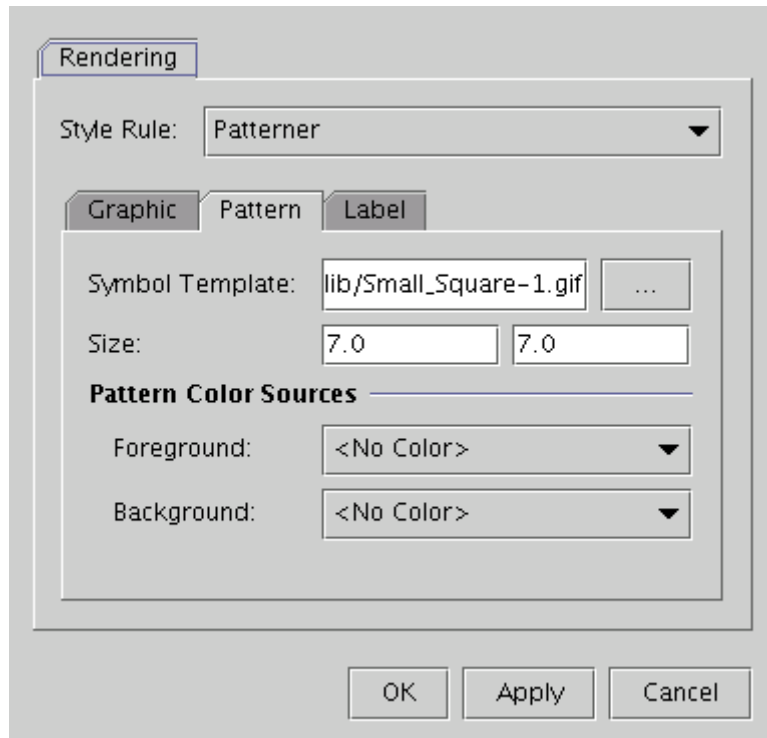 Rendering
Style Rule: Patterner
Graphic Pattern Label
Symbol Template: lib/Small_Square-1.gif ...
Size: 7.0 7.0
Pattern Color Sources
Foreground: <No Color>
Background: <No Color>
OK Apply Cancel